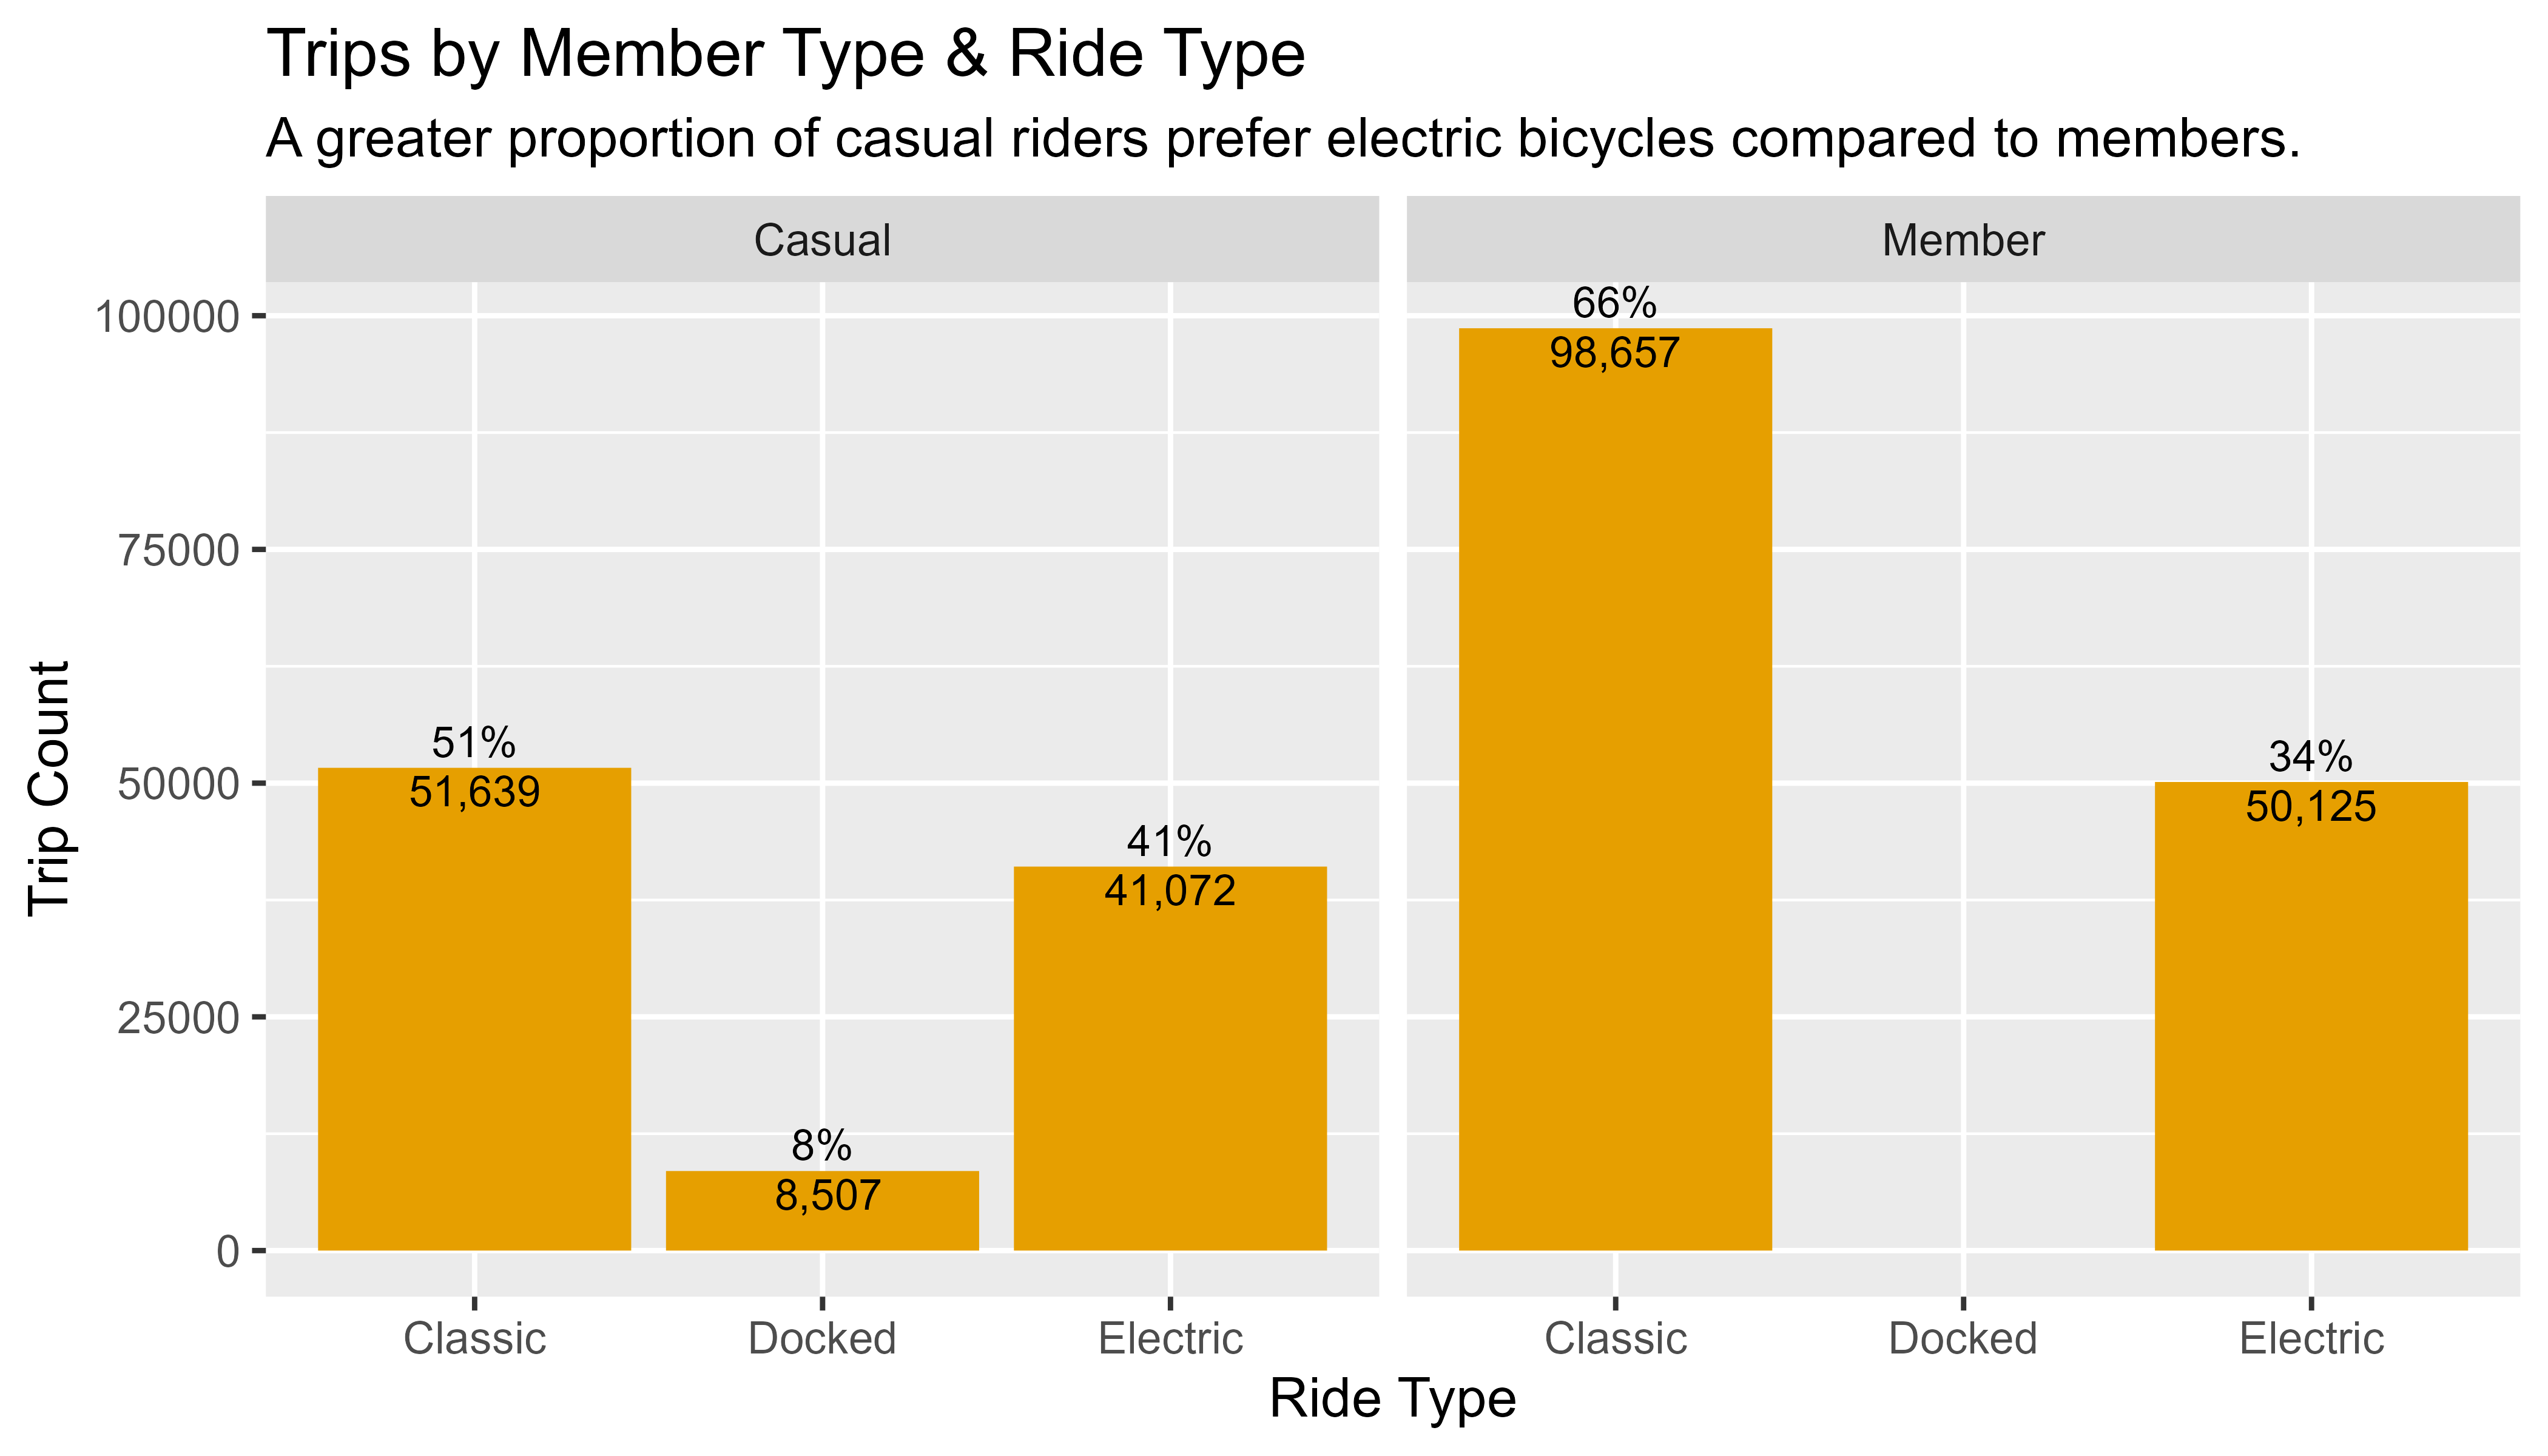 Trips by Member Type & Ride Type
A greater proportion of casual riders prefer electric bicycles compared to members.
Casual
Member
Trip Count
100000
75000
50000
25000
0
51%
51,639
8%
8,507
41%
41,072
66%
98,657
34%
50,125
Classic
Docked
Electric
Classic
Docked
Electric
Ride Type